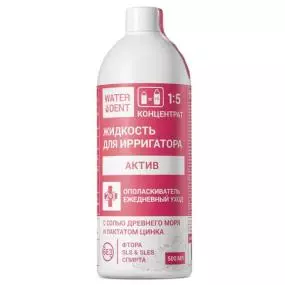 WATER DENT
1:5
КОНЦЕНТРАТ
ЖИДКОСТЬ
ДЛЯ ИРРИГАТОРА
АКТИВ
ОПОЛАСКИВАТЕЛЬ
ЕЖЕДНЕВНЫЙ УХОД
С СОЛЬЮ ДРЕВНЕГО МОРЯ
И ЛАКТАТОМ ЦИНКА
БЕЗ
ФТОРА
SLS & SLES
СПИРТА
500 МЛ